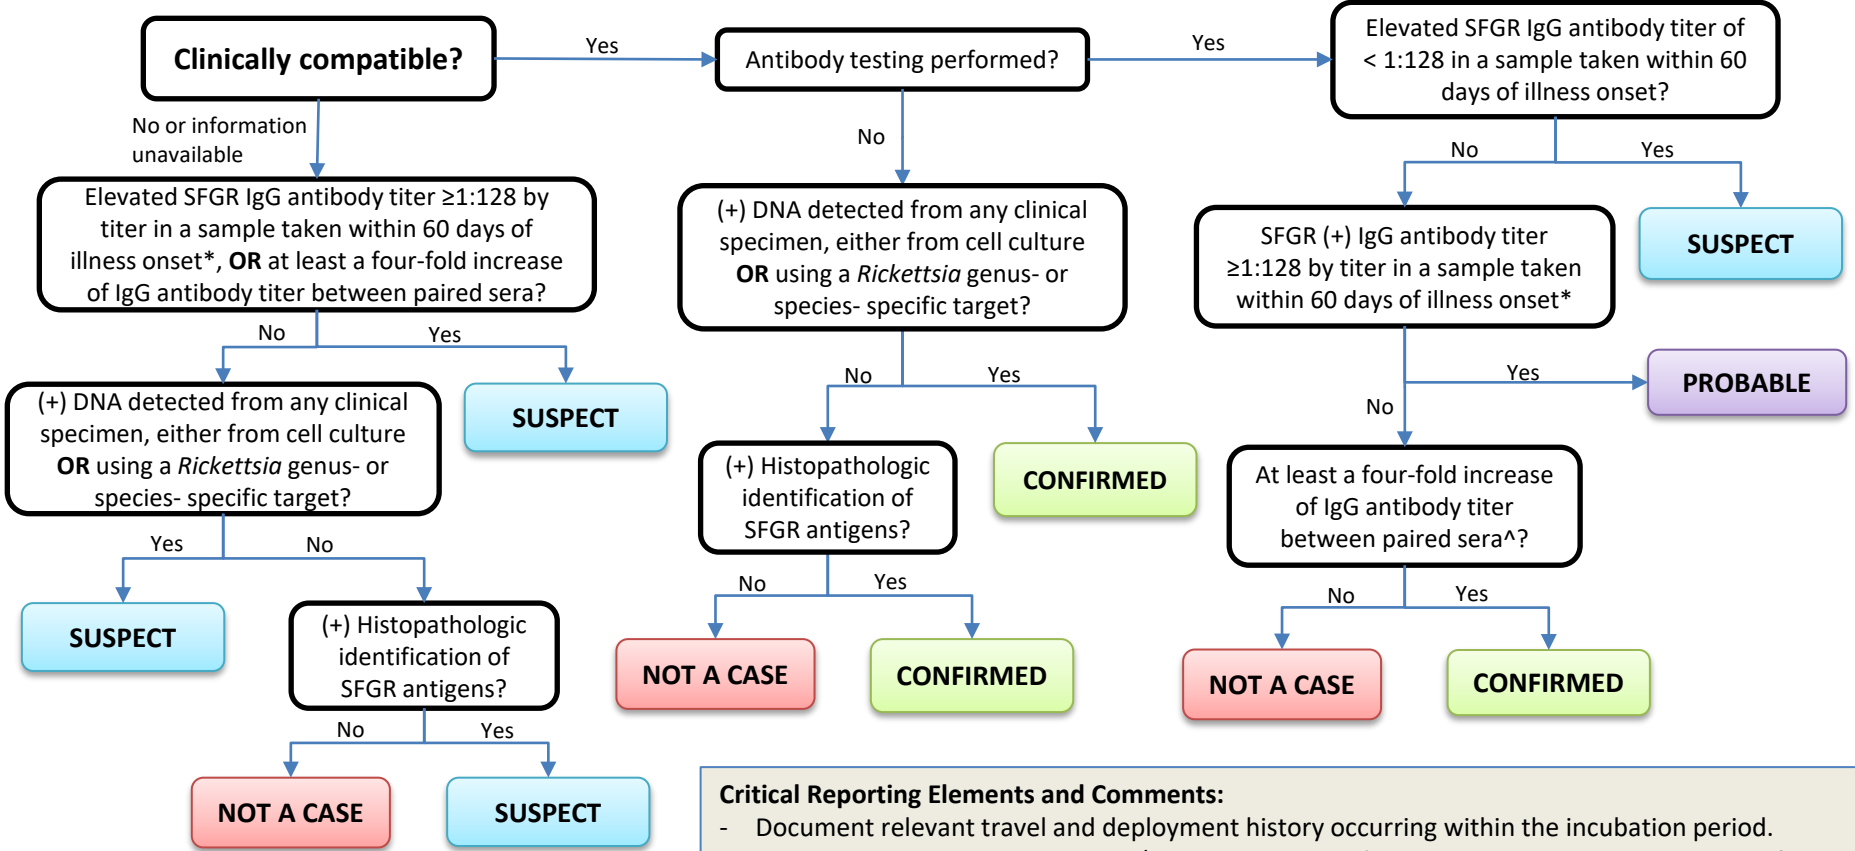 Clinically compatible?
Yes
Antibody testing performed?
Yes
Elevated SFGR IgG antibody titer of
< 1:128 in a sample taken within 60
days of illness onset?
No or information
unavailable
No
No
Yes
Elevated SFGR IgG antibody titer ≥1:128 by
titer in a sample taken within 60 days of
illness onset*, OR at least a four-fold increase
of IgG antibody titer between paired sera?
(+) DNA detected from any clinical
specimen, either from cell culture
OR using a Rickettsia genus- or
species- specific target?
SFGR (+) IgG antibody titer
≥1:128 by titer in a sample taken
within 60 days of illness onset*
SUSPECT
No
Yes
No
Yes
Yes
PROBABLE
No
(+) DNA detected from any clinical
specimen, either from cell culture
OR using a Rickettsia genus- or
species- specific target?
SUSPECT
(+) Histopathologic
identification of
SFGR antigens?
CONFIRMED
At least a four-fold increase
of IgG antibody titer
between paired sera^?
Yes
No
No
Yes
No
Yes
SUSPECT
(+) Histopathologic
identification of
SFGR antigens?
NOT A CASE
CONFIRMED
NOT A CASE
CONFIRMED
No
Yes
NOT A CASE
SUSPECT
Critical Reporting Elements and Comments:
- Document relevant travel and deployment history occurring within the incubation period.